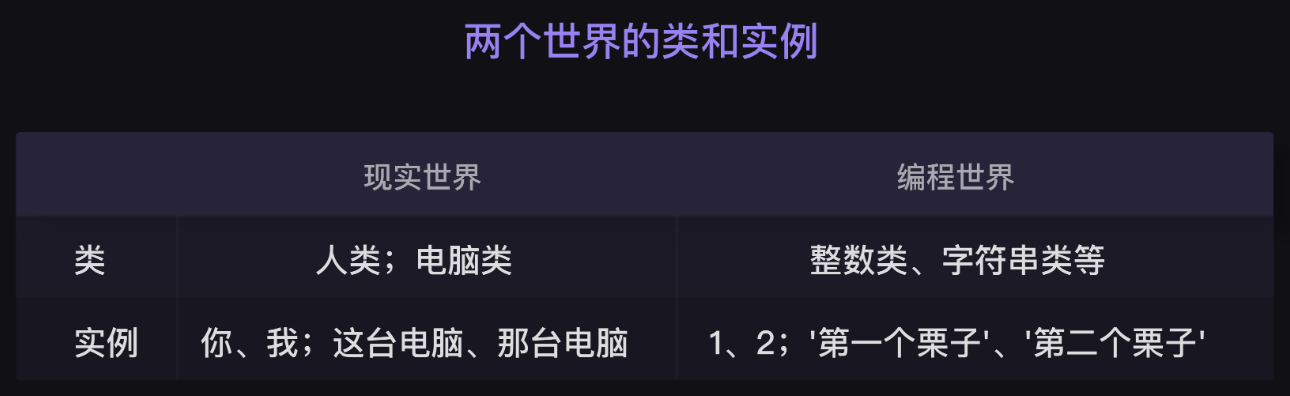 两个世界的类和实例
现实世界 编程世界
类 人类；电脑类 整数类、字符串类等
实例 你、我；这台电脑、那台电脑 1、2；'第一个栗子'、'第二个栗子'